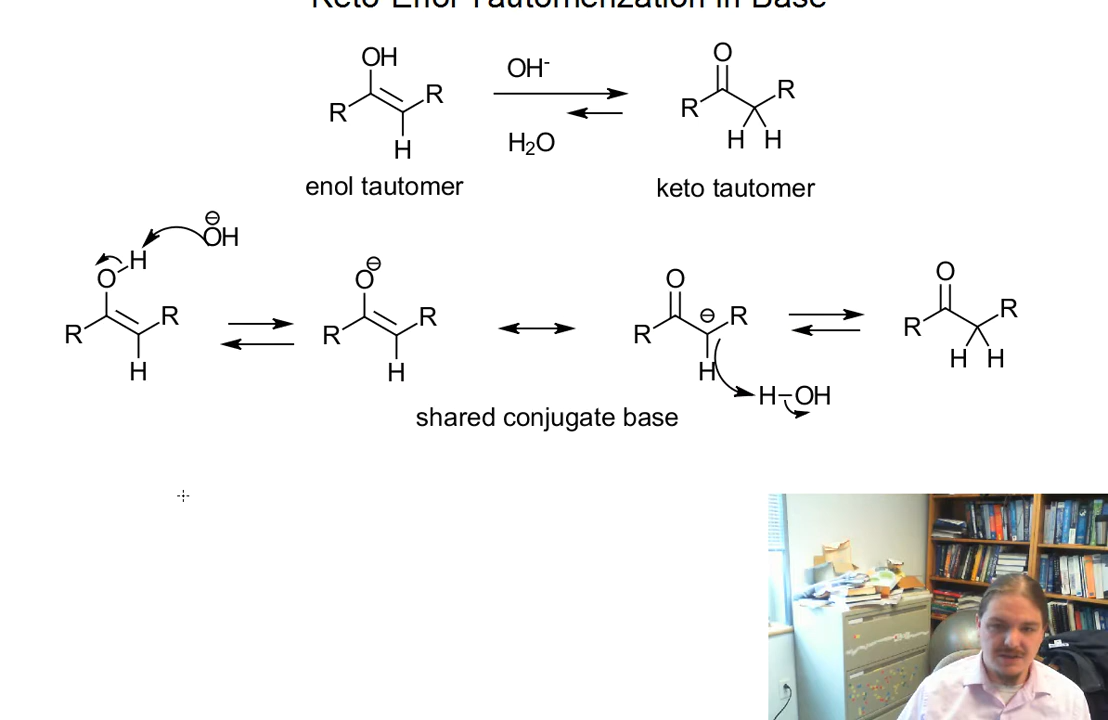 Keto-Enol Tautomerization in Base
OH
R
R
H
OH-
H₂O
O
R
R
H H
enol tautomer
keto tautomer
⊖
OH
H
O
R
R
H
⊖
O
R
R
H
O
⊖
R
R
H
H-OH
O
R
R
H H
shared conjugate base